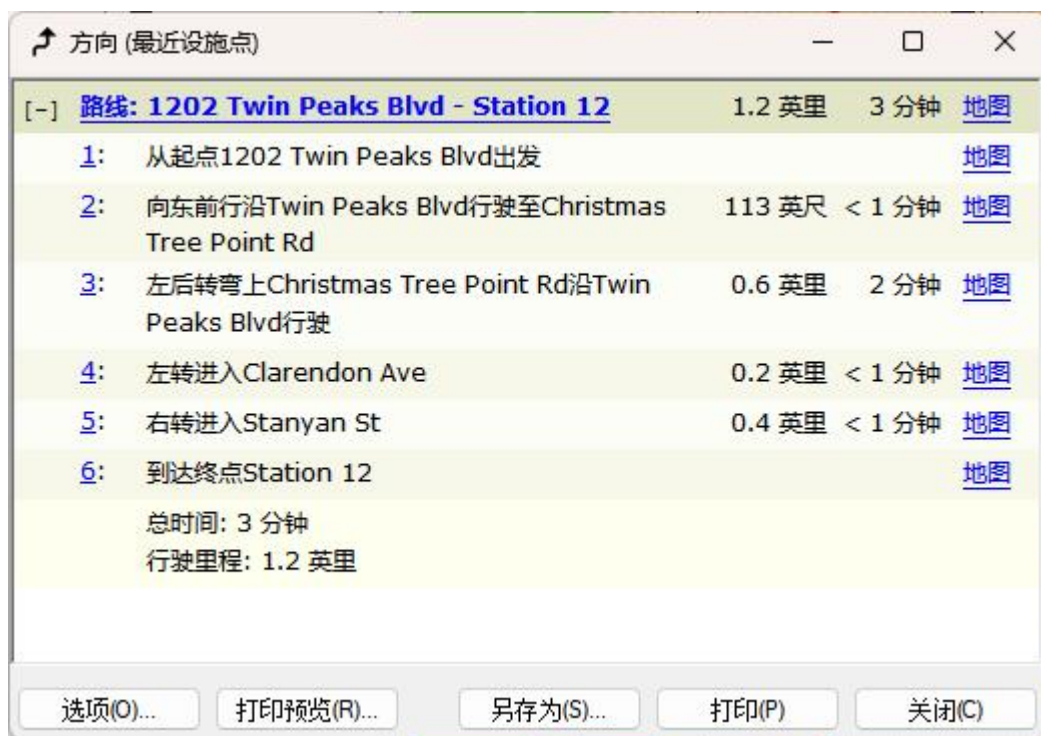 方向 (最近设施点)
[-] 路线: 1202 Twin Peaks Blvd - Station 12 1.2 英里 3 分钟 地图
1: 从起点1202 Twin Peaks Blvd出发 地图
2: 向东前行沿Twin Peaks Blvd行驶至Christmas 113 英尺 < 1 分钟 地图
Tree Point Rd
3: 左后转弯上Christmas Tree Point Rd沿Twin 0.6 英里 2 分钟 地图
Peaks Blvd行驶
4: 左转进入Clarendon Ave 0.2 英里 < 1 分钟 地图
5: 右转进入Stanyan St 0.4 英里 < 1 分钟 地图
6: 到达终点Station 12 地图
总时间: 3 分钟
行驶里程: 1.2 英里
选项(O)... 打印预览(R)... 另存为(S)... 打印(P) 关闭(C)